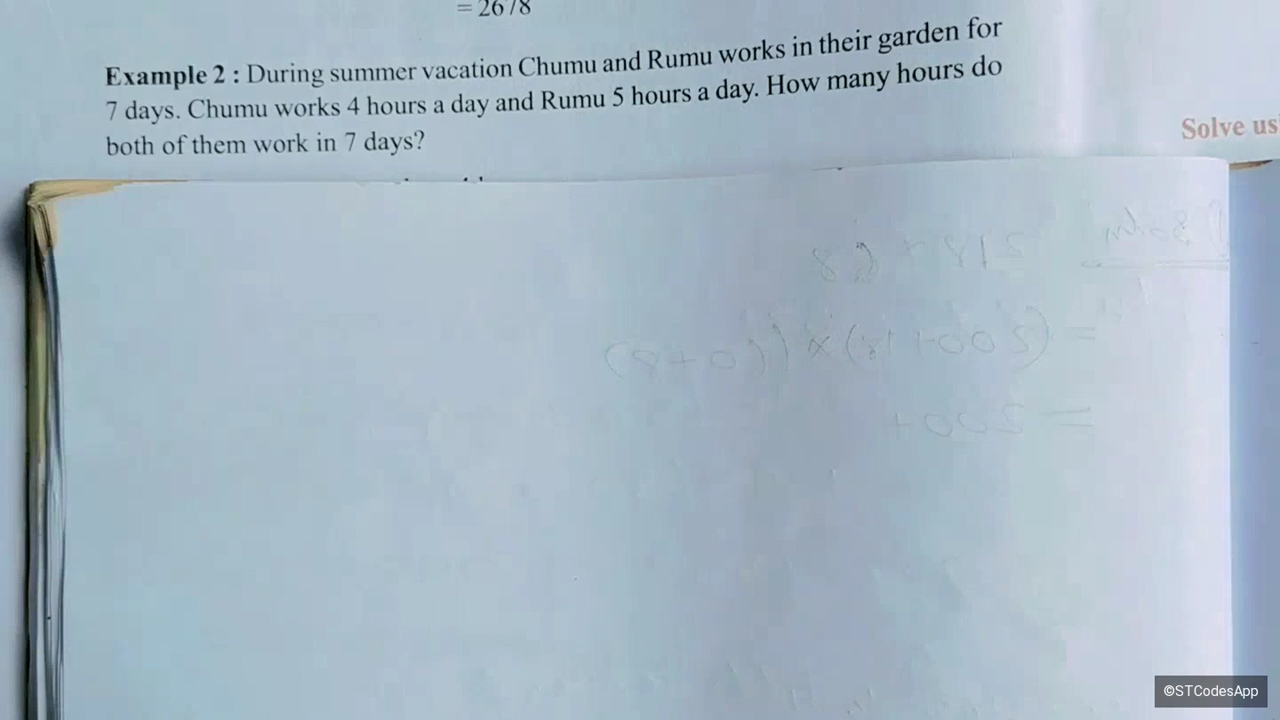 = 2678
Example 2 : During summer vacation Chumu and Rumu works in their garden for
7 days. Chumu works 4 hours a day and Rumu 5 hours a day. How many hours do
both of them work in 7 days?
Solve us
©STCodesApp